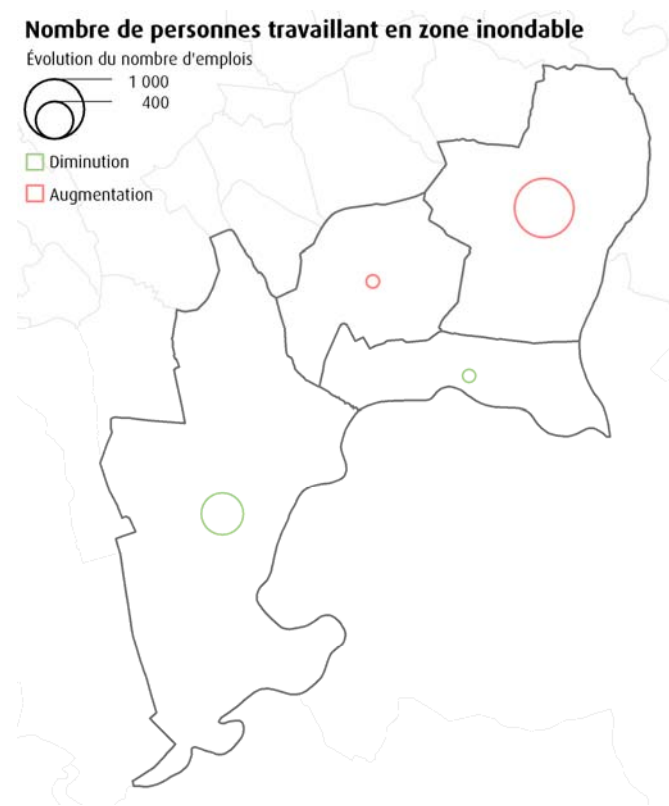 Nombre de personnes travaillant en zone inondable
Évolution du nombre d'emplois
1 000
400
Diminution
Augmentation